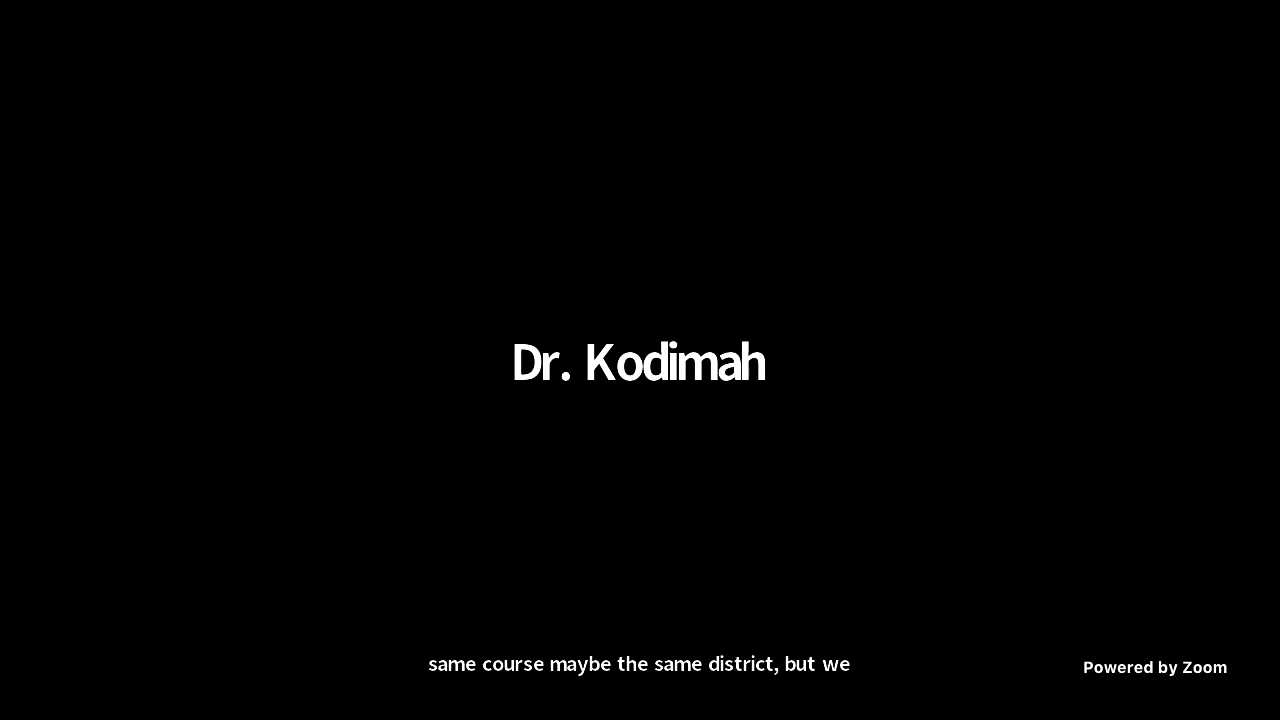 Dr. Kodimah
same course maybe the same district, but we
Powered by Zoom